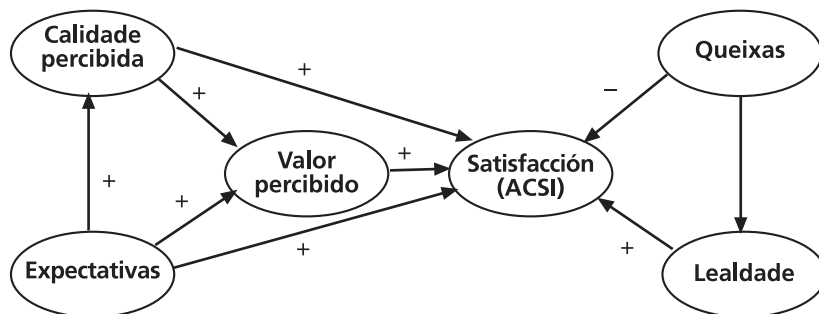 Calidade
percibida
Queixas
+
+
–
Valor
percibido
+
Satisfacción
(ACSI)
+
+
Expectativas
+
+
Lealdade